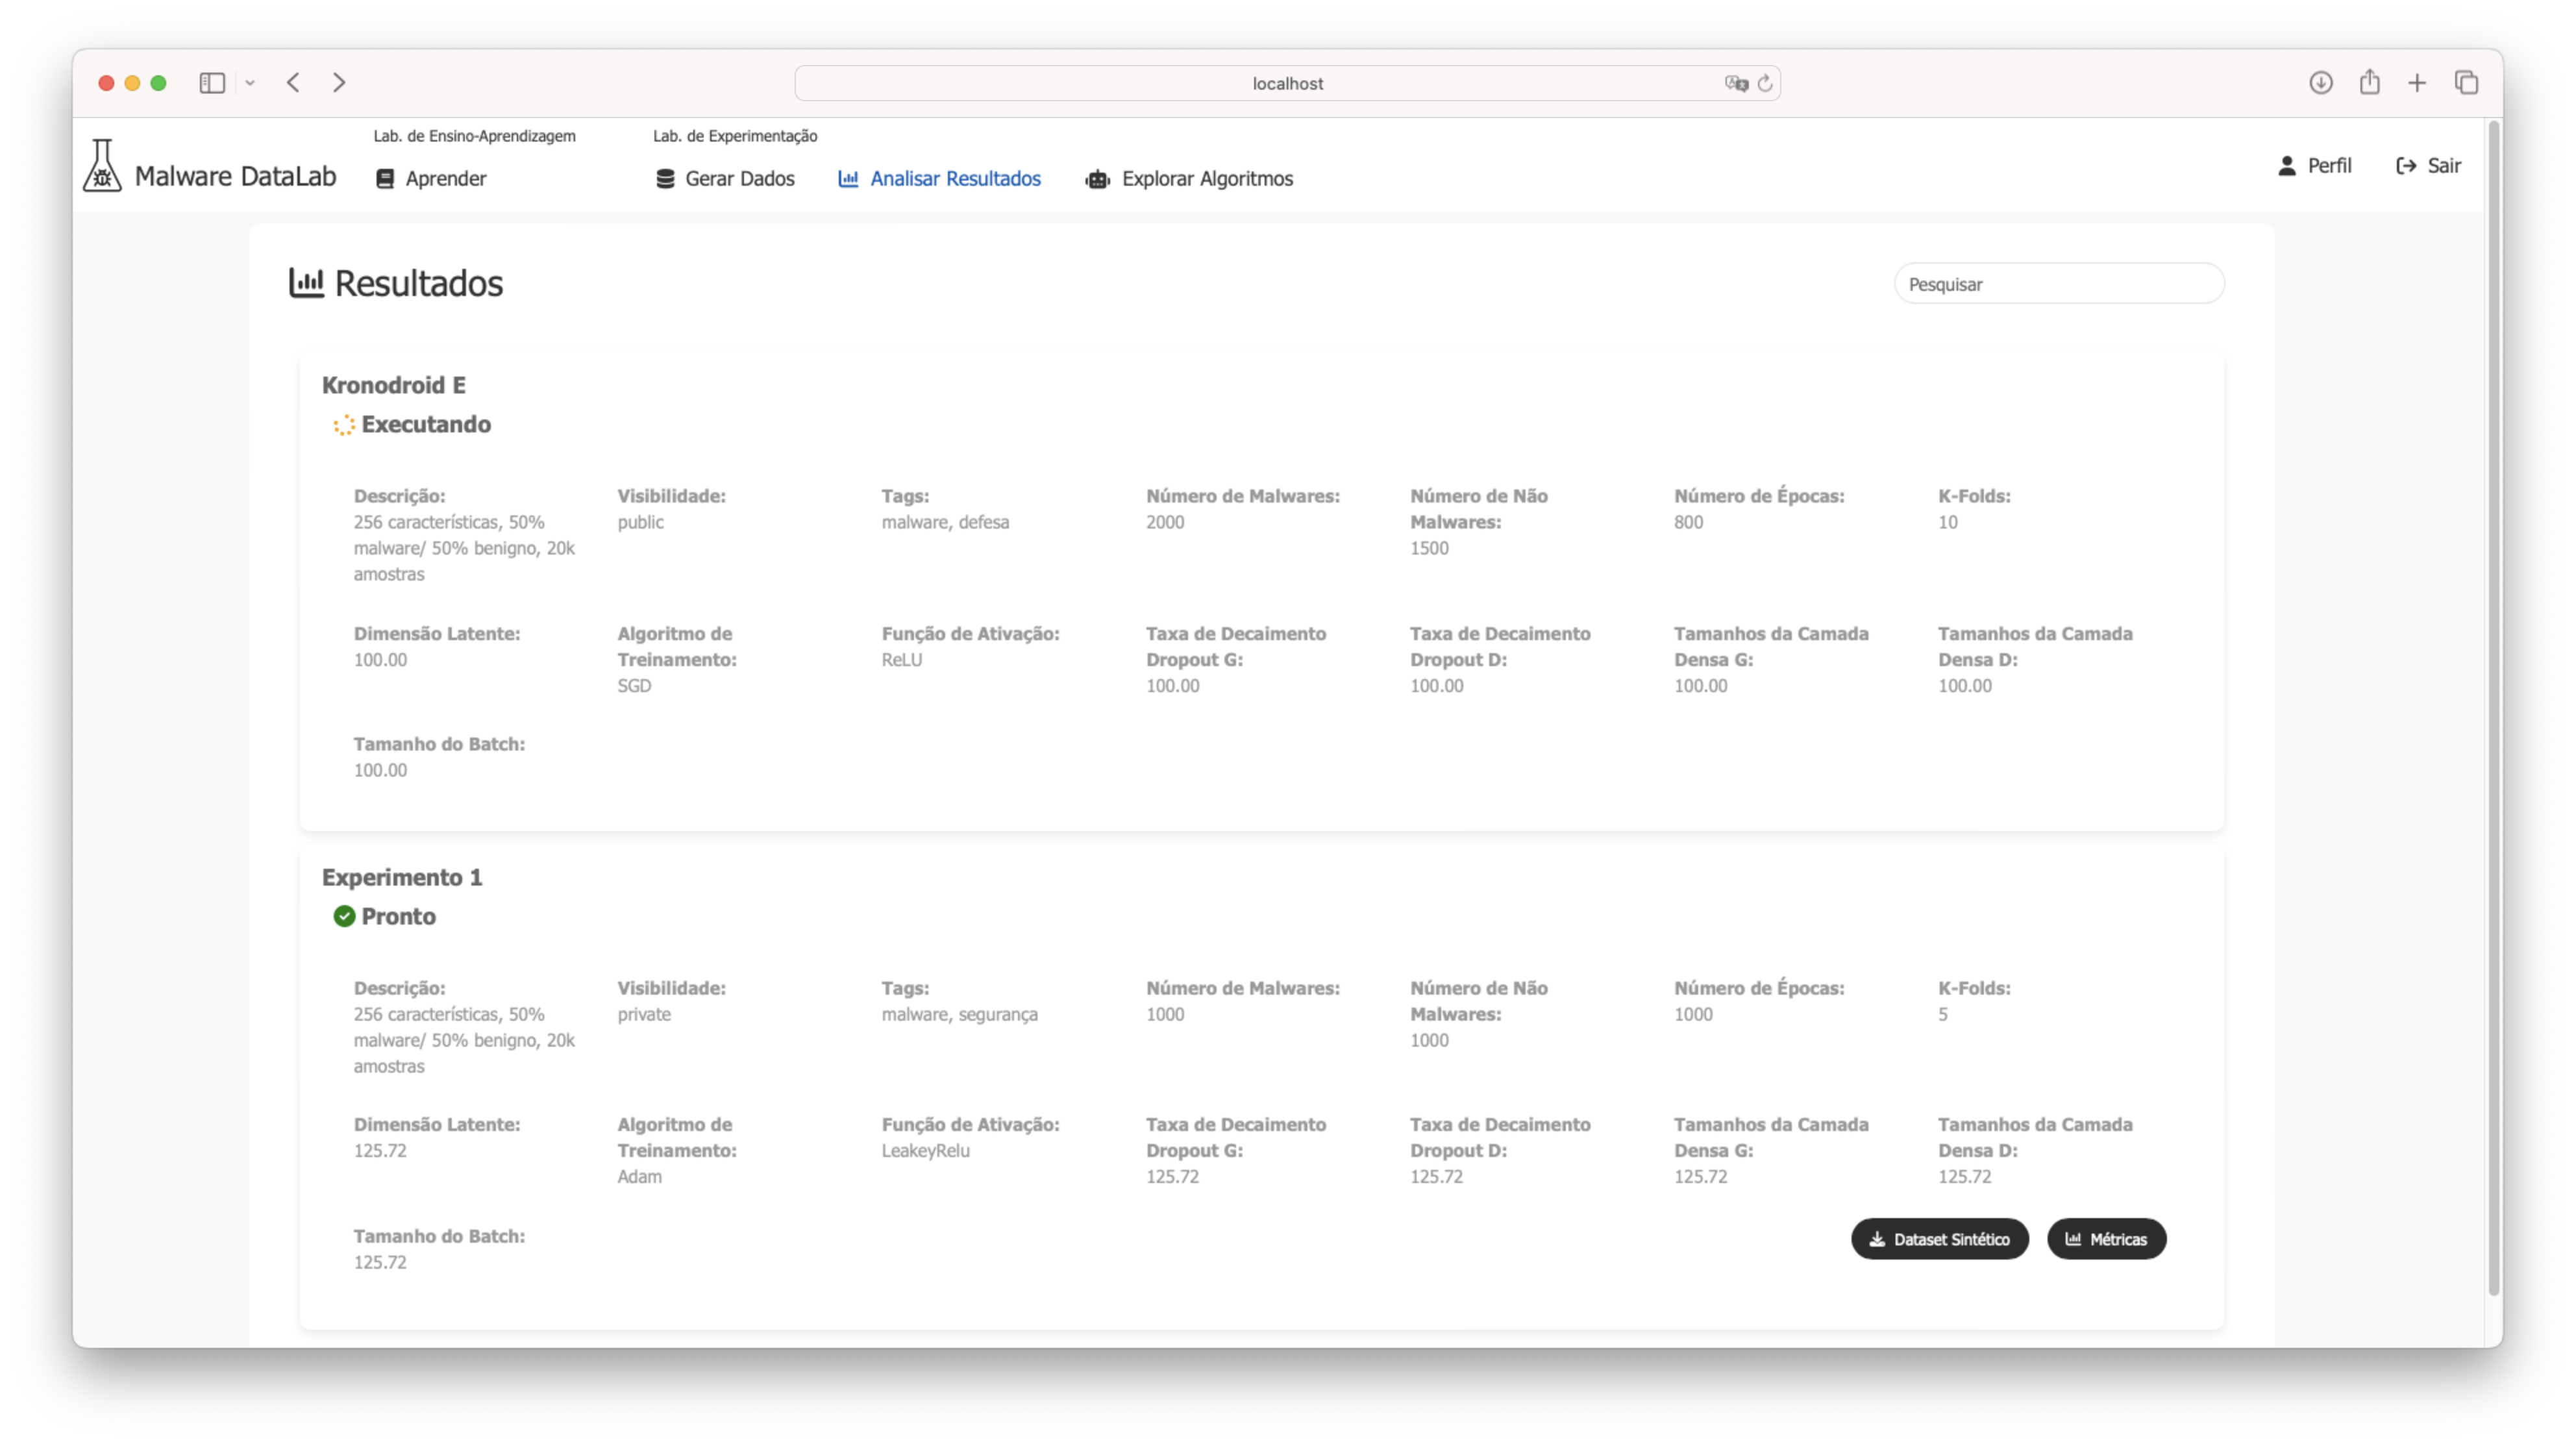 localhost
Malware DataLab
Lab. de Ensino-Aprendizagem
Aprender
Lab. de Experimentação
Gerar Dados
Analisar Resultados
Explorar Algoritmos
Perfil
Sair
Resultados
Pesquisar
Kronodroid E
Executando
Descrição:
256 características, 50%
malware/ 50% benigno, 20k
amostras
Visibilidade:
public
Tags:
malware, defesa
Número de Malwares:
2000
Número de Não
Malwares:
1500
Número de Épocas:
800
K-Folds:
10
Dimensão Latente:
100.00
Algoritmo de
Treinamento:
SGD
Função de Ativação:
ReLU
Taxa de Decaimento
Dropout G:
100.00
Taxa de Decaimento
Dropout D:
100.00
Tamanhos da Camada
Densa G:
100.00
Tamanhos da Camada
Densa D:
100.00
Tamanho do Batch:
100.00
Experimento 1
Pronto
Descrição:
256 características, 50%
malware/ 50% benigno, 20k
amostras
Visibilidade:
private
Tags:
malware, segurança
Número de Malwares:
1000
Número de Não
Malwares:
1000
Número de Épocas:
1000
K-Folds:
5
Dimensão Latente:
125.72
Algoritmo de
Treinamento:
Adam
Função de Ativação:
LeakeyRelu
Taxa de Decaimento
Dropout G:
125.72
Taxa de Decaimento
Dropout D:
125.72
Tamanhos da Camada
Densa G:
125.72
Tamanhos da Camada
Densa D:
125.72
Tamanho do Batch:
125.72
Dataset Sintético
Métricas